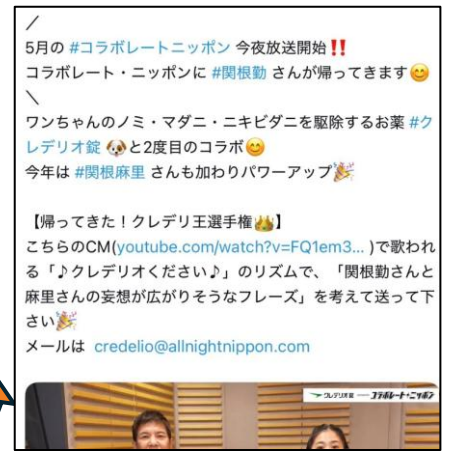 /
5月の #コラボレートニッポン 今夜放送開始‼️
コラボレート・ニッポンに #関根勤 さんが帰ってきます😊
\
ワンちゃんのノミ・マダニ・ニキビダニを駆除するお薬 #ク
レデリオ錠 🐶と2度目のコラボ😊
今年は #関根麻里 さんも加わりパワーアップ🎉
【帰ってきた！クレデリ王選手権👑】
こちらのCM(youtube.com/watch?v=FQ1em3... )で歌われ
る「♪クレデリオください♪」のリズムで、「関根勤さんと
麻里さんの妄想が広がりそうなフレーズ」を考えて送って下
さい🎉
メールは credelio@allnightnippon.com
クレデリオ錠 — コラボレート・ニッポン